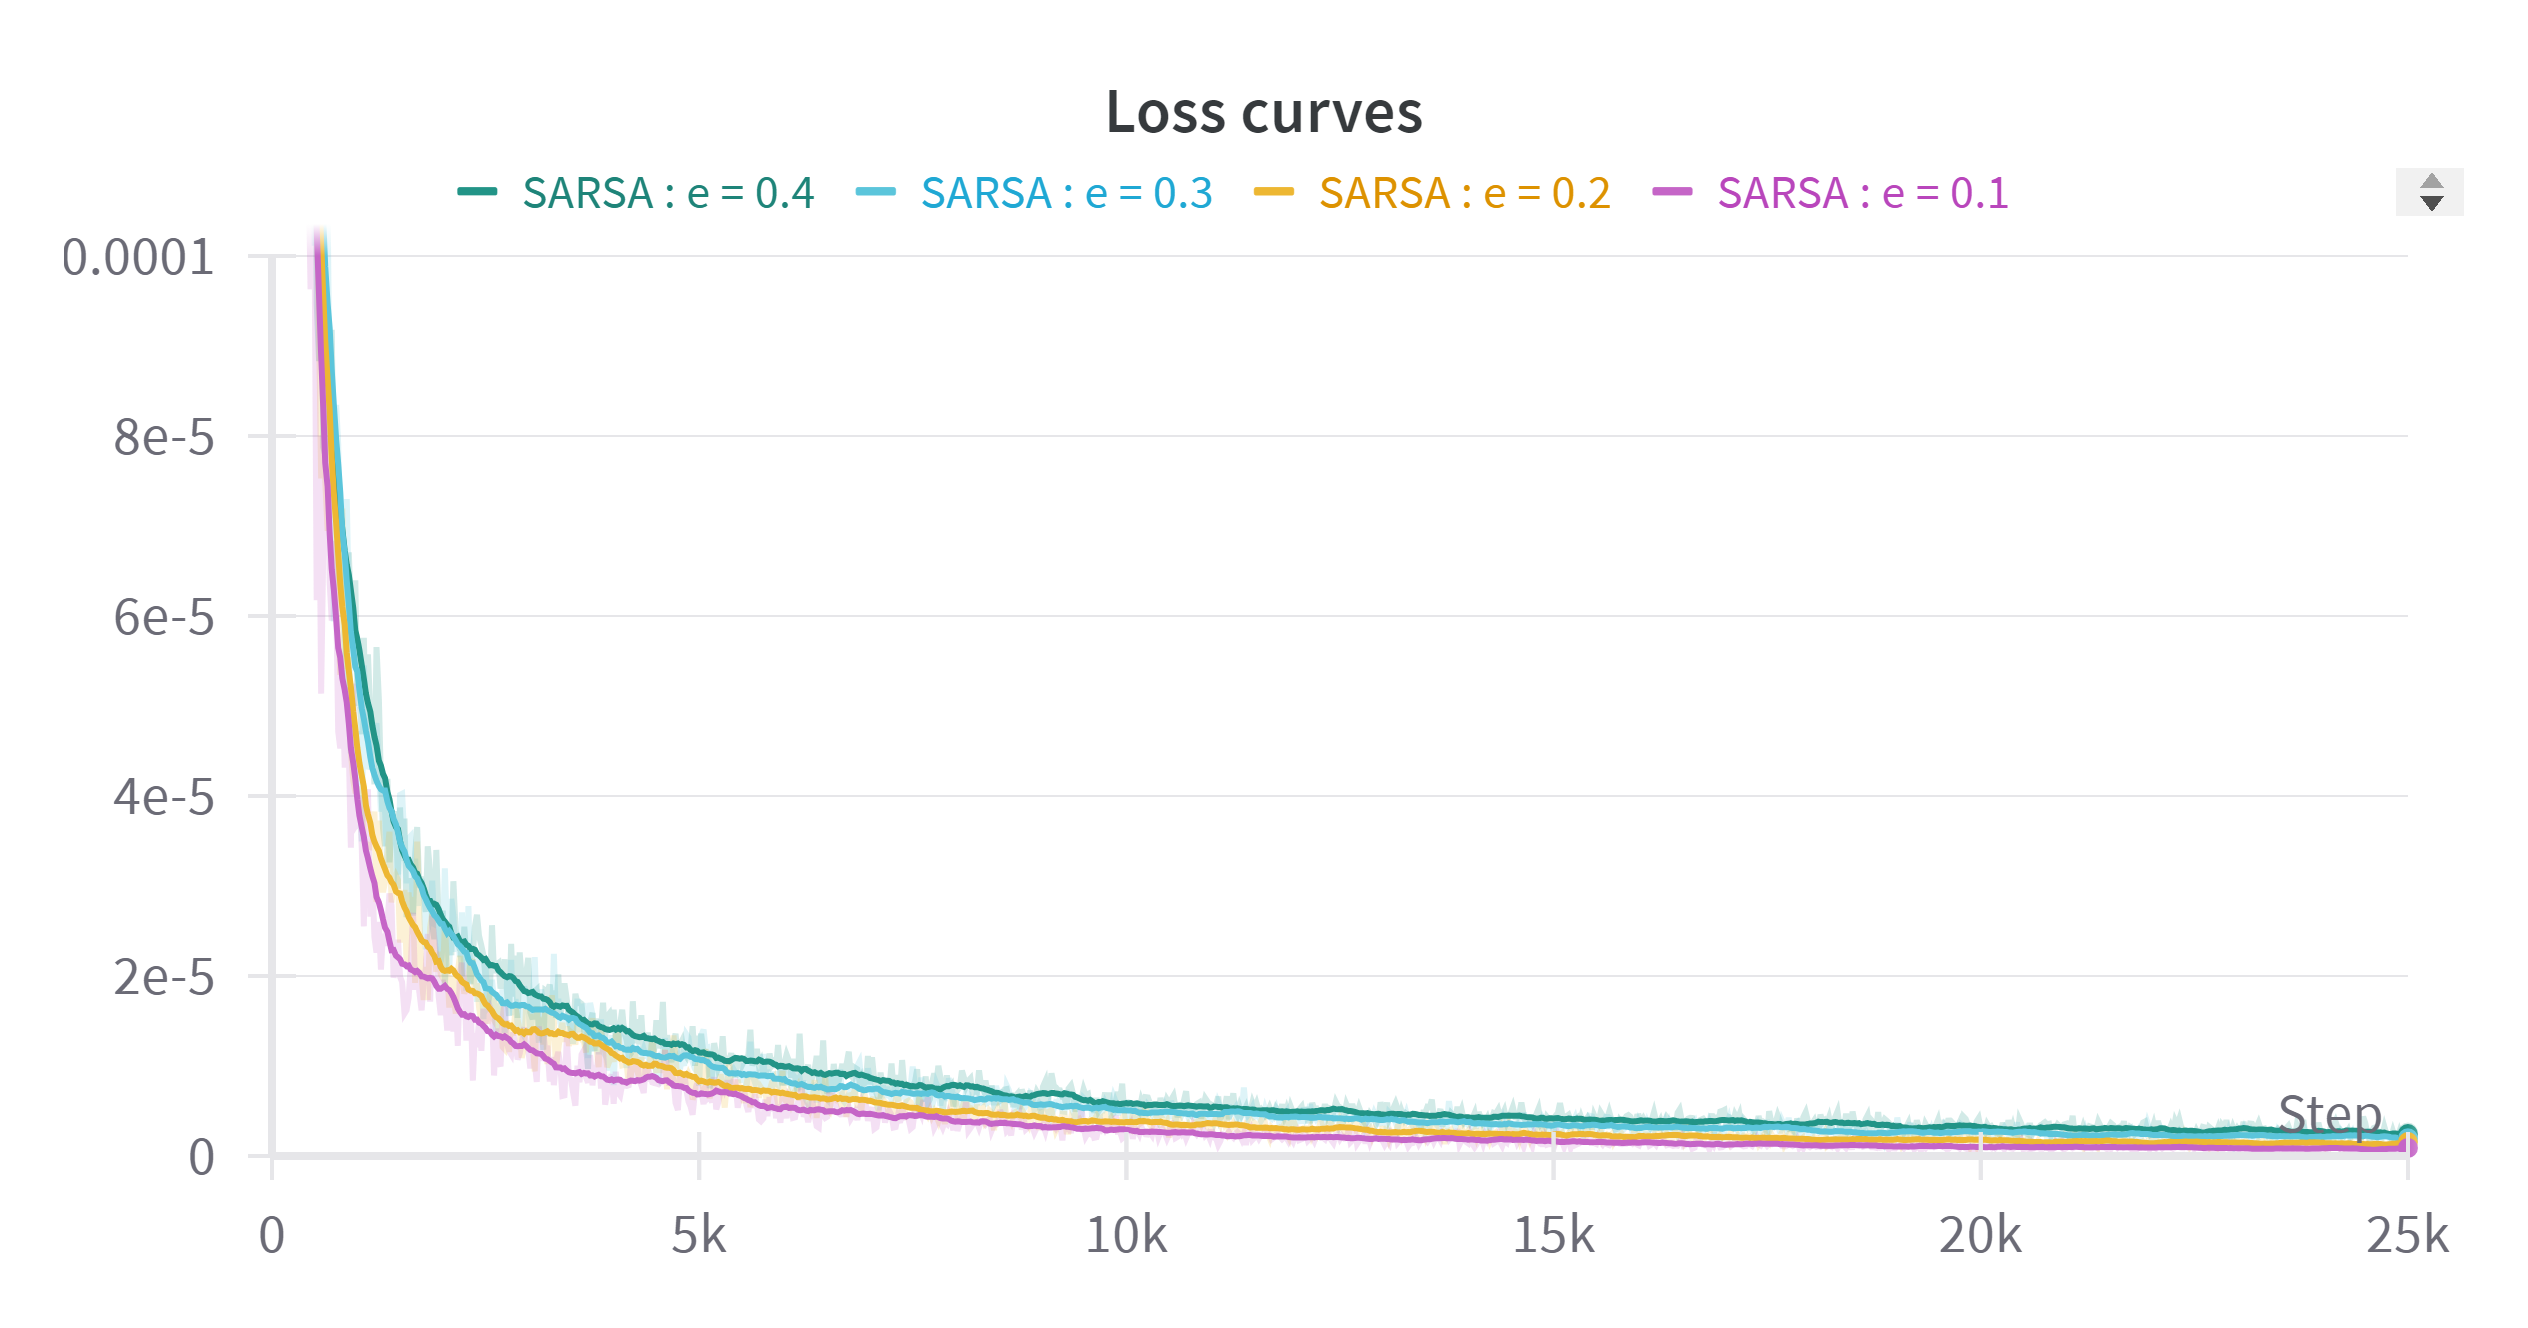 Loss curves
SARSA : e = 0.4 SARSA : e = 0.3 SARSA : e = 0.2 SARSA : e = 0.1
0.0001
8e-5
6e-5
4e-5
2e-5
0
Step
0 5k 10k 15k 20k 25k